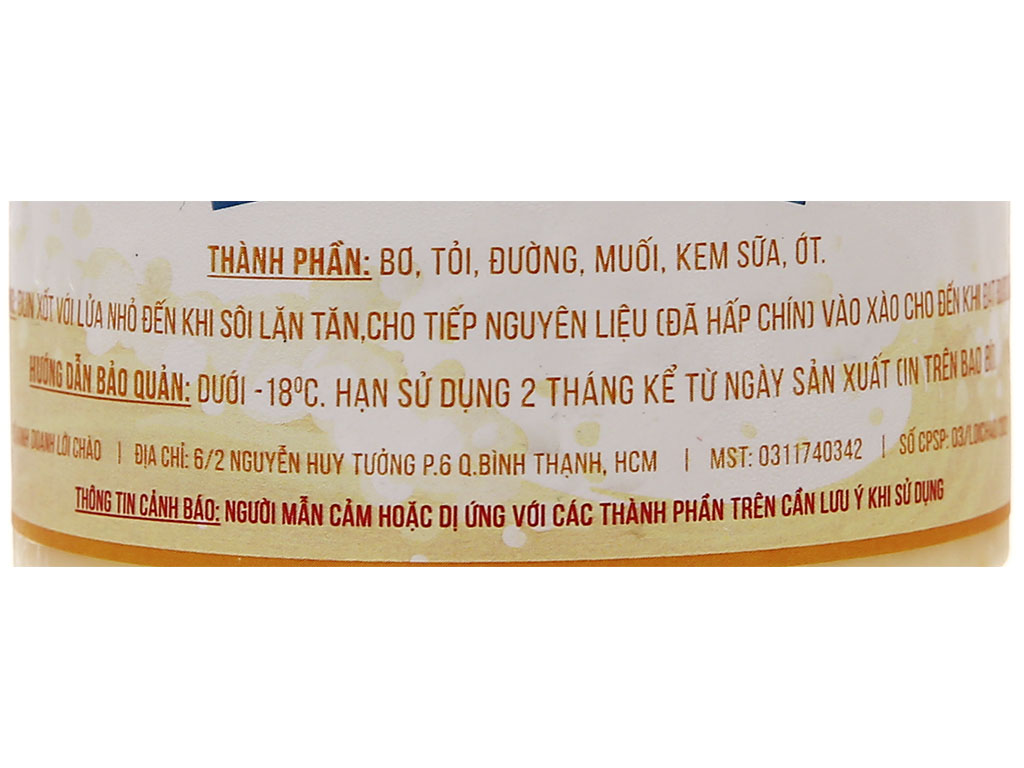 THÀNH PHẦN: BƠ, TỎI, ĐƯỜNG, MUỐI, KEM SỮA, ỚT.
ĐUN XỐT VỚI LỬA NHỎ ĐẾN KHI SÔI LĂN TĂN,CHO TIẾP NGUYÊN LIỆU (ĐÃ HẤP CHÍN) VÀO XÀO CHO ĐẾN KHI
HƯỚNG DẪN BẢO QUẢN: DƯỚI -18ºC. HẠN SỬ DỤNG 2 THÁNG KỂ TỪ NGÀY SẢN XUẤT (IN TRÊN BAO BÌ).
DOANH LỜI CHÀO | ĐỊA CHỈ: 6/2 NGUYỄN HUY TƯỞNG P.6 Q.BÌNH THẠNH, HCM | MST: 0311740342 | SỐ CPSP:
THÔNG TIN CẢNH BÁO: NGƯỜI MẪN CẢM HOẶC DỊ ỨNG VỚI CÁC THÀNH PHẦN TRÊN CẦN LƯU Ý KHI SỬ DỤNG